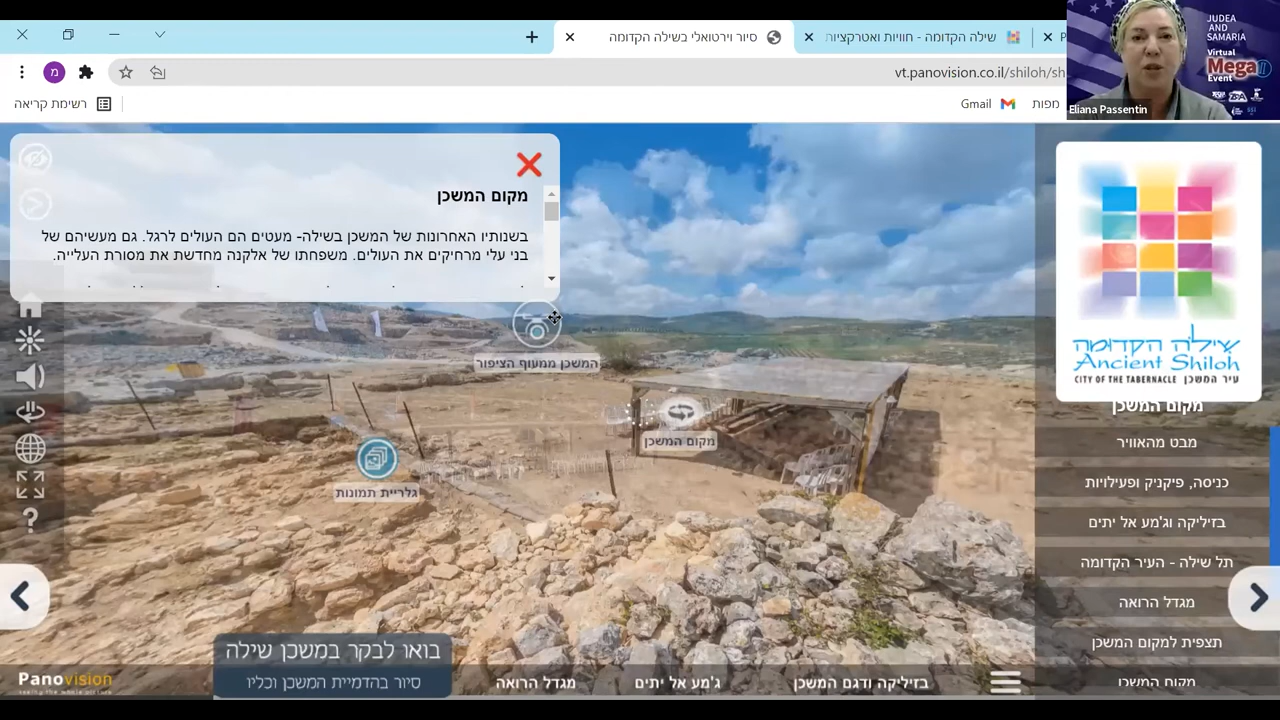 סיור וירטואלי בשילה הקדומה
שילה הקדומה - חוויות ואטרקציות
P
JUDEA
AND
SAMARIA
Virtual
Mega
Event
Eliana Passentin
מ
vt.panovision.co.il/shiloh/sh
רשימת קריאה
Gmail
מפות
מקום המשכן
בשנותיו האחרונות של המשכן בשילה- מעטים הם העולים לרגל. גם מעשיהם של
בני עלי מרחיקים את העולים. משפחתו של אלקנה מחדשת את מסורת העלייה.
המשכן ממעוף הציפור
מקום המשכן
גלריית תמונות
שילה הקדומה
Ancient Shiloh
CITY OF THE TABERNACLE עיר המשכן
מקום המשכן
מבט מהאוויר
כניסה, פיקניק ופעילויות
בזיליקה וג'מע אל יתים
תל שילה - העיר הקדומה
מגדל הרואה
תצפית למקום המשכן
מקום המשכן
?
בואו לבקר במשכן שילה
סיור בהדמיית המשכן וכליו
מגדל הרואה
ג'מע אל יתים
בזיליקה ודגם המשכן
Panovision